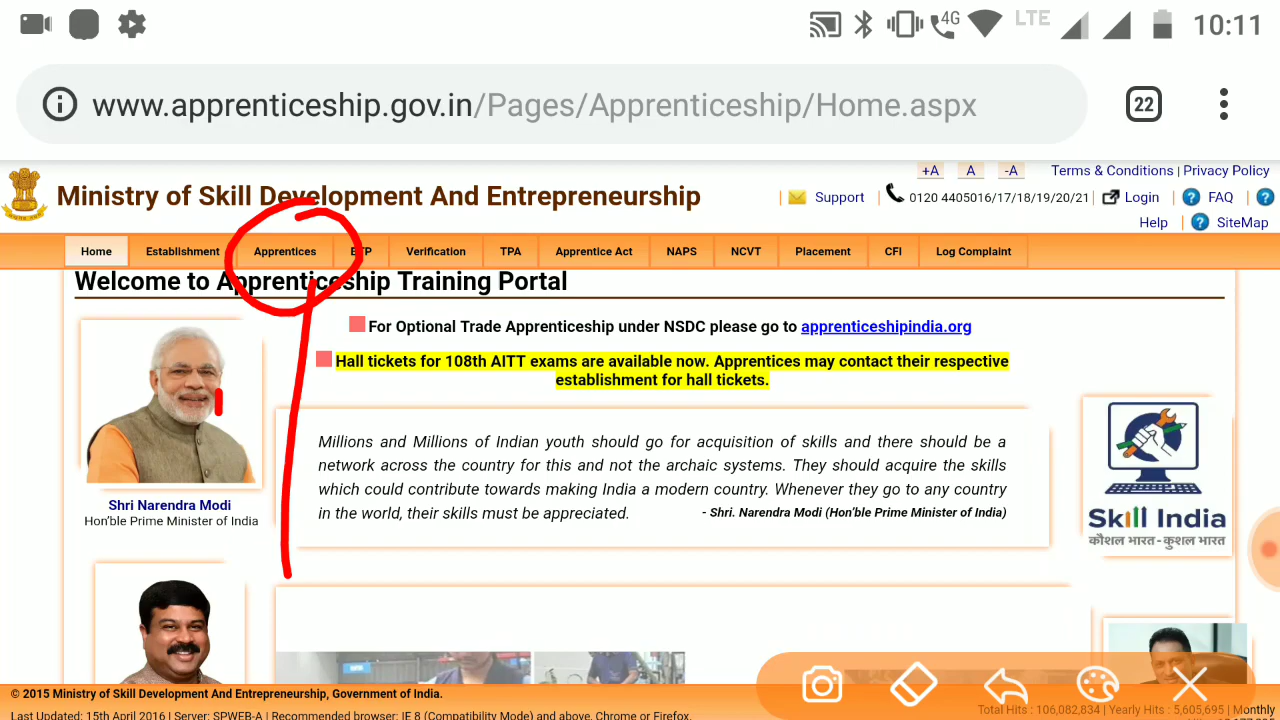 4G LTE 10:11
www.apprenticeship.gov.in/Pages/Apprenticeship/Home.aspx 22
+A A -A Terms & Conditions | Privacy Policy
Ministry of Skill Development And Entrepreneurship
Support 0120 4405016/17/18/19/20/21 Login FAQ
Help SiteMap
Home Establishment Apprentices Verification TPA Apprentice Act NAPS NCVT Placement CFI Log Complaint
Welcome to Apprenticeship Training Portal
For Optional Trade Apprenticeship under NSDC please go to apprenticeshipindia.org
Hall tickets for 108th AITT exams are available now. Apprentices may contact their respective
establishment for hall tickets.
Millions and Millions of Indian youth should go for acquisition of skills and there should be a
network across the country for this and not the archaic systems. They should acquire the skills
which could contribute towards making India a modern country. Whenever they go to any country
in the world, their skills must be appreciated. - Shri. Narendra Modi (Hon'ble Prime Minister of India)
Shri Narendra Modi
Hon'ble Prime Minister of India
Skill India
कौशल भारत-कुशल भारत
© 2015 Ministry of Skill Development And Entrepreneurship, Government of India.
Last Updated: 15th April 2016 | Server: SPWEB-A | Recommended browser: IE 8 (Compatibility Mode) and above, Chrome or Firefox.
Total Hits : 106,082,834 | Yearly Hits : 5,605,695 | Monthly